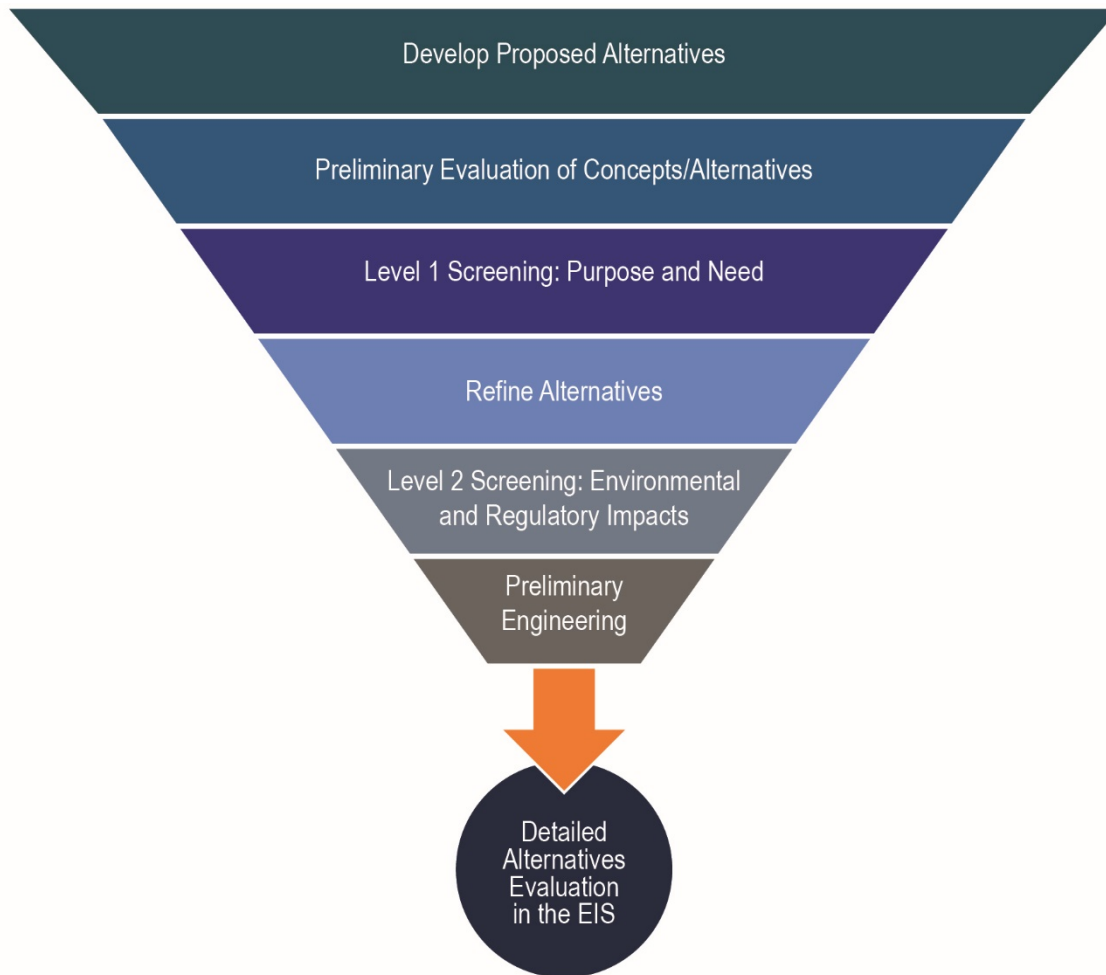 Develop Proposed Alternatives
Preliminary Evaluation of Concepts/Alternatives
Level 1 Screening: Purpose and Need
Refine Alternatives
Level 2 Screening: Environmental
and Regulatory Impacts
Preliminary
Engineering
Detailed
Alternatives
Evaluation
in the EIS